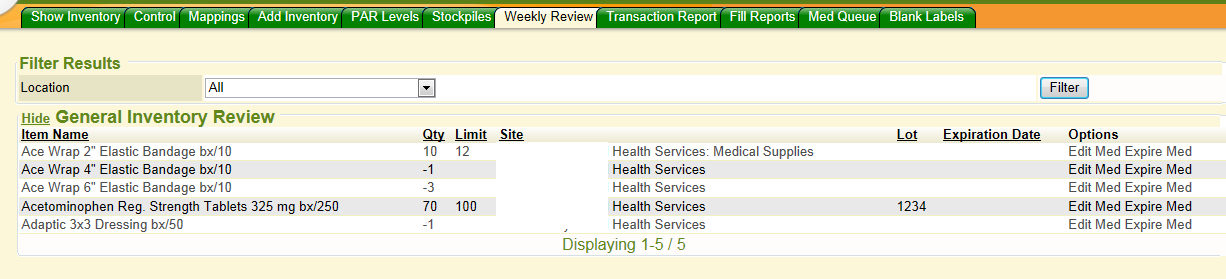 Show Inventory Control Mappings Add Inventory PAR Levels Stockpiles Weekly Review Transaction Report Fill Reports Med Queue Blank Labels
Filter Results
Location All Filter
Hide General Inventory Review
Item Name Qty Limit Site Lot Expiration Date Options
Ace Wrap 2" Elastic Bandage bx/10 10 12 Health Services: Medical Supplies Edit Med Expire Med
Ace Wrap 4" Elastic Bandage bx/10 -1 Health Services Edit Med Expire Med
Ace Wrap 6" Elastic Bandage bx/10 -3 Health Services Edit Med Expire Med
Acetominophen Reg. Strength Tablets 325 mg bx/250 70 100 Health Services 1234 Edit Med Expire Med
Adaptic 3x3 Dressing bx/50 -1 Health Services Edit Med Expire Med
Displaying 1-5 / 5